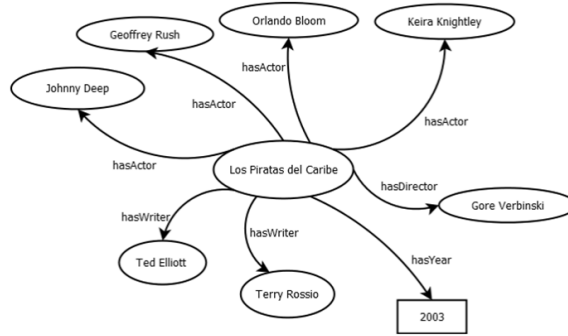 Orlando Bloom
Keira Knightley
Geoffrey Rush
hasActor
Johnny Deep
hasActor
hasActor
hasActor
Los Piratas del Caribe
hasDirector
Gore Verbinski
hasWriter
hasWriter
Ted Elliott
hasYear
Terry Rossio
2003